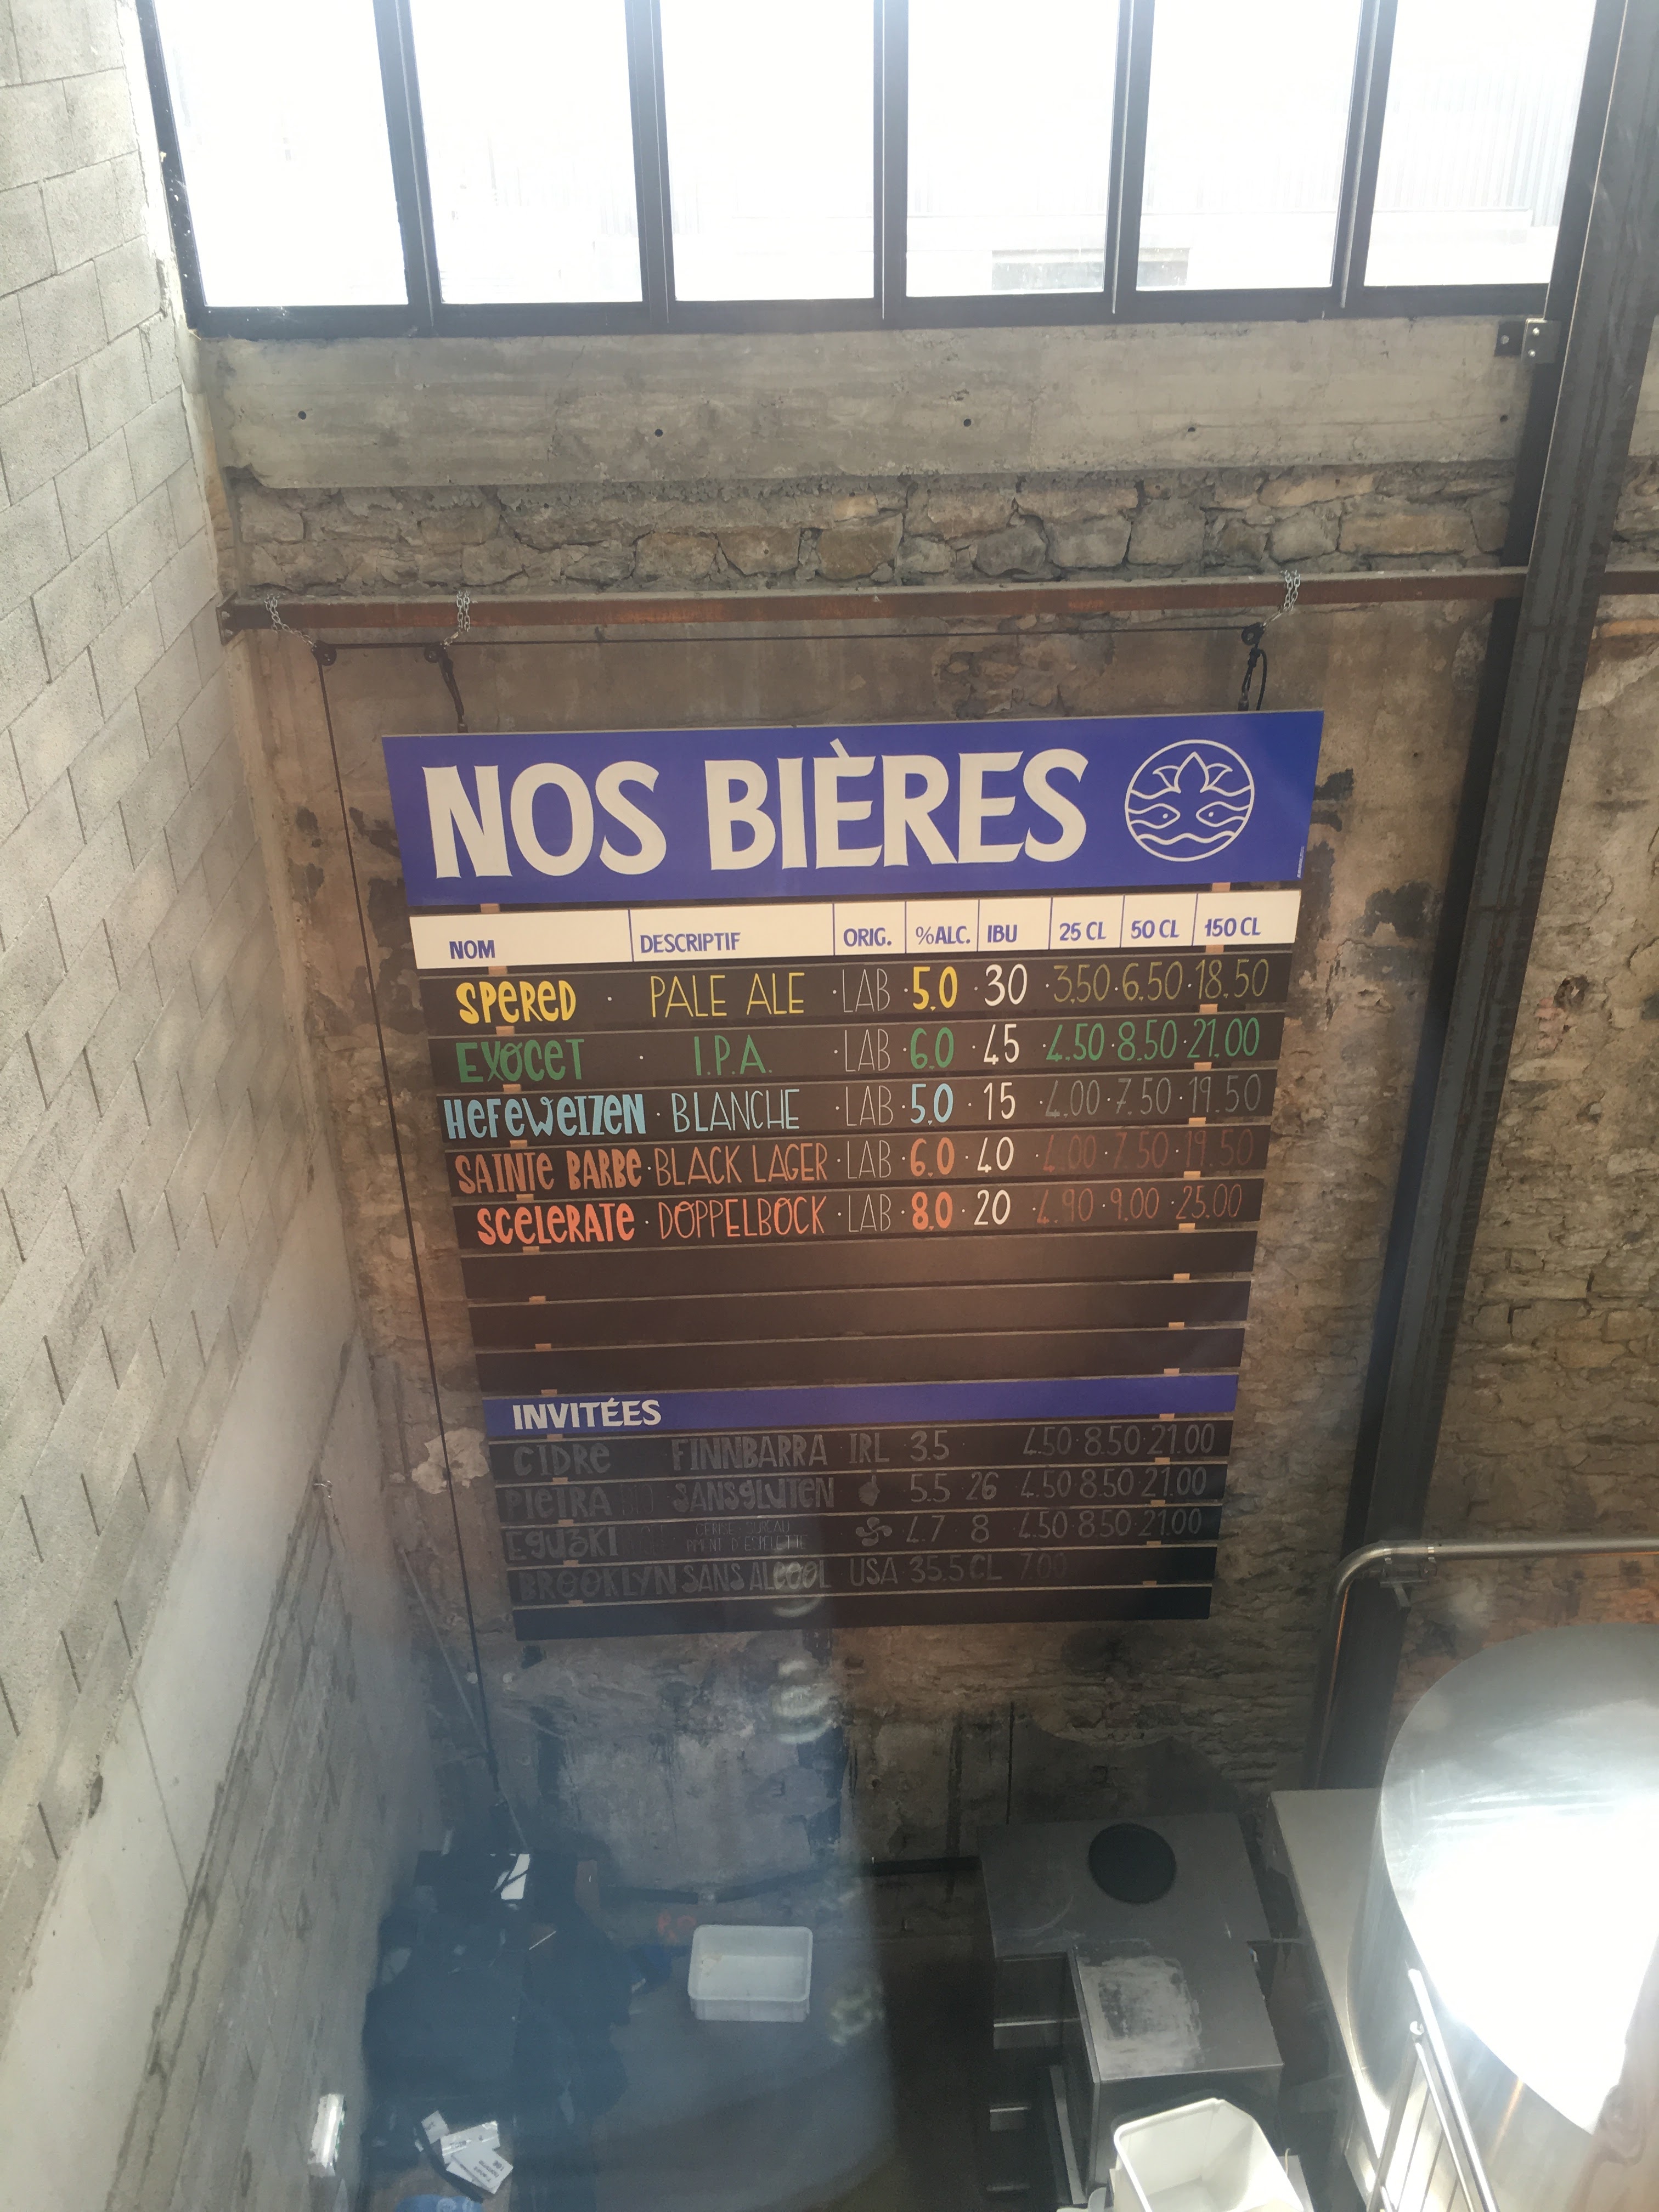 NOS BIÈRES
NOM DESCRIPTIF ORIG. %ALC. IBU 25 CL 50 CL 150 CL
SPERED · PALE ALE · LAB · 5.0 · 30 · 3.50 · 6.50 · 18.50
EXOCET · I.P.A. · LAB · 6.0 · 45 · 4.50 · 8.50 · 21.00
HEFEWEIZEN · BLANCHE · LAB · 5.0 · 15 · 4.00 · 7.50 · 19.50
SAINTE BARBE · BLACK LAGER · LAB · 6.0 · 40 · 4.00 · 7.50 · 19.50
SCELERATE · DOPPELBOCK · LAB · 8.0 · 20 · 4.90 · 9.00 · 25.00
INVITÉES
CIDRE FINNBARRA IRL 3.5 4.50 · 8.50 · 21.00
PIETRA SANS GLUTEN 5.5 26 4.50 8.50 21.00
EGUZKI CERISE SUREAU
PIMENT D'ESPELETTE 4.7 8 4.50 · 8.50 · 21.00
BROOKLYN SANS ALCOOL USA 35.5 CL 7.00